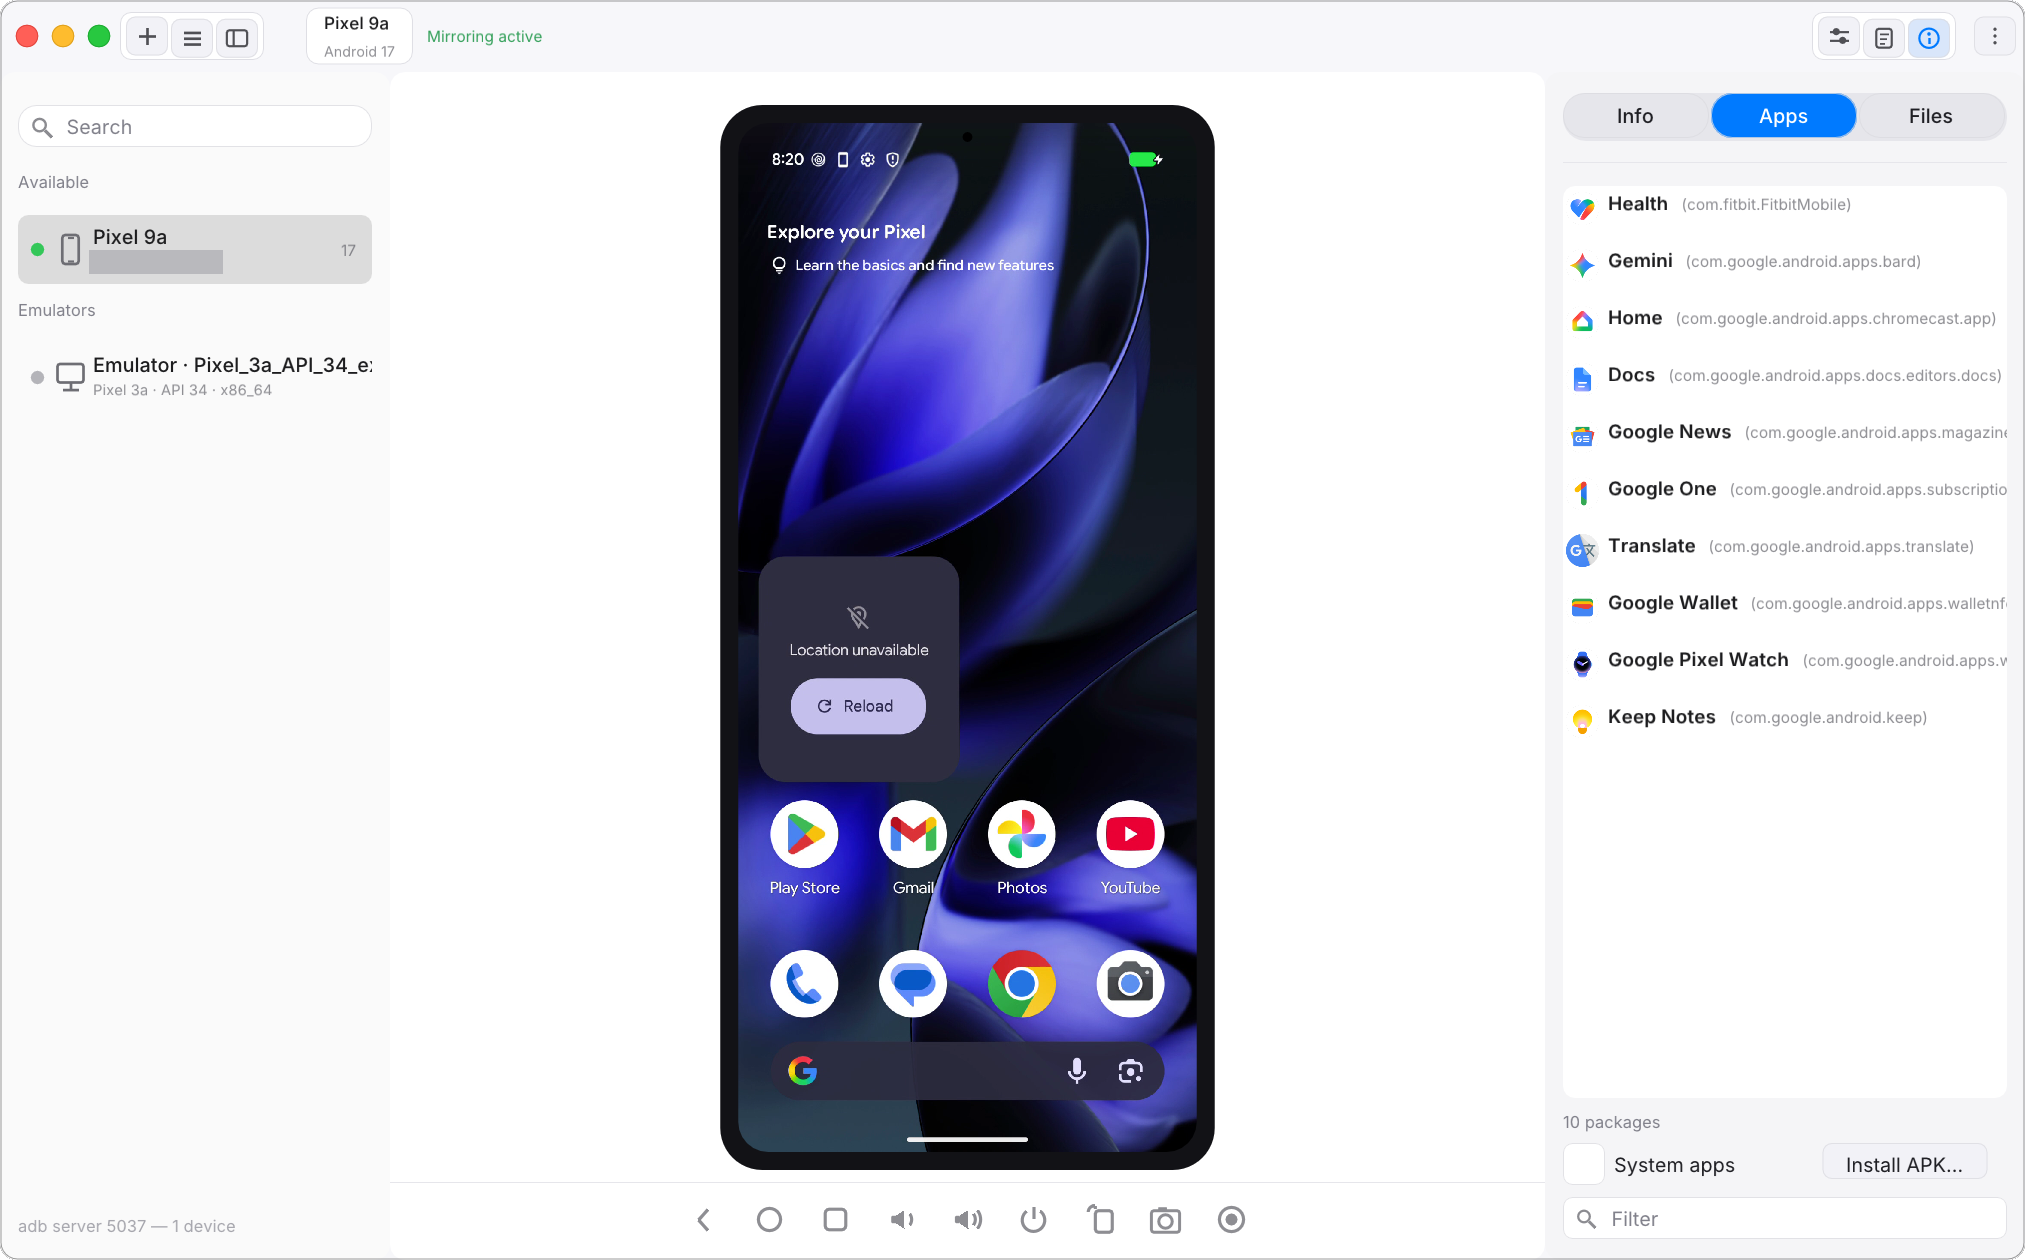 Pixel 9a
Android 17
Mirroring active
Search
Available
Pixel 9a
17
Emulators
Emulator · Pixel_3a_API_34_ex
Pixel 3a · API 34 · x86_64
adb server 5037 — 1 device
8:20
Explore your Pixel
Learn the basics and find new features
Location unavailable
Reload
Play Store
Gmail
Photos
YouTube
Info
Apps
Files
Health (com.fitbit.FitbitMobile)
Gemini (com.google.android.apps.bard)
Home (com.google.android.apps.chromecast.app)
Docs (com.google.android.apps.docs.editors.docs)
Google News (com.google.android.apps.magazine
Google One (com.google.android.apps.subscriptio
Translate (com.google.android.apps.translate)
Google Wallet (com.google.android.apps.walletnf
Google Pixel Watch (com.google.android.apps.w
Keep Notes (com.google.android.keep)
10 packages
System apps
Install APK...
Filter